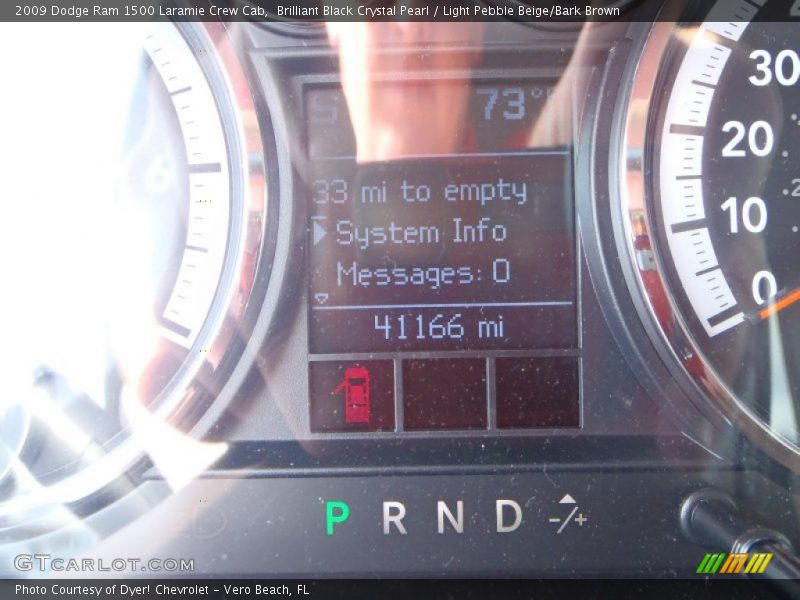 2009 Dodge Ram 1500 Laramie Crew Cab,  Brilliant Black Crystal Pearl / Light Pebble Beige/Bark Brown
73°
33 mi to empty
System Info
Messages: 0
41166 mi
6
30
20
10
0
P R N D -/+
GTCARLOT.COM
Photo Courtesy of Dyer! Chevrolet - Vero Beach, FL